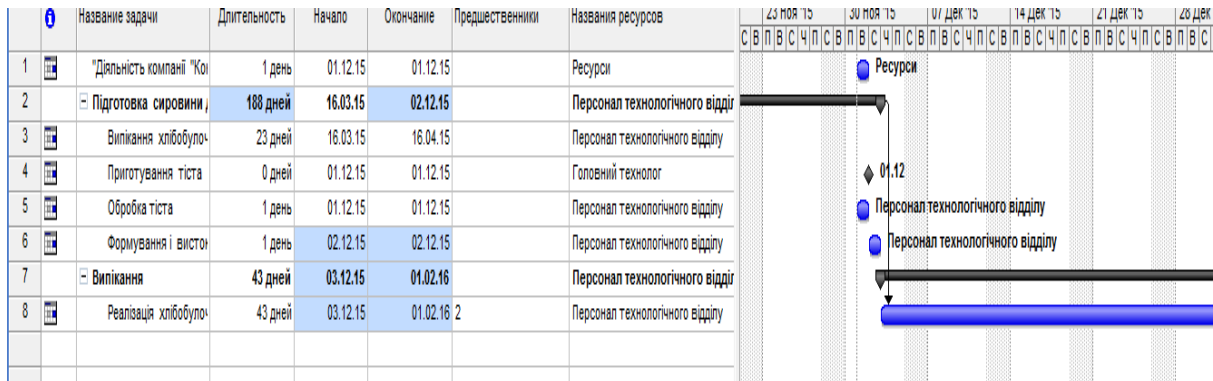 Название задачи Длительность Начало Окончание Предшественники Названия ресурсов 23 Ноя '15 30 Ноя '15 07 Дек '15 14 Дек '15 21 Дек '15 28 Дек
С В П В С Ч П С В П В С Ч П С В П В С Ч П С В П В С Ч П С В П В С Ч П С В П В С
1 "Діяльність компанії 1 день 01.12.15 01.12.15 Ресурси Ресурси
2 Підготовка сировини 188 дней 16.03.15 02.12.15 Персонал технологічного
3 Випікання 23 дней 16.03.15 16.04.15 Персонал технологічного відділу
4 Приготування тіста 0 дней 01.12.15 01.12.15 Головний технолог 01.12
5 Обробка тіста 1 день 01.12.15 01.12.15 Персонал технологічного відділу Персонал технологічного відділу
6 Формування і 1 день 02.12.15 02.12.15 Персонал технологічного відділу Персонал технологічного відділу
7 Випікання 43 дней 03.12.15 01.02.16 Персонал технологічного
8 Реалізація 43 дней 03.12.15 01.02.16 2 Персонал технологічного відділу